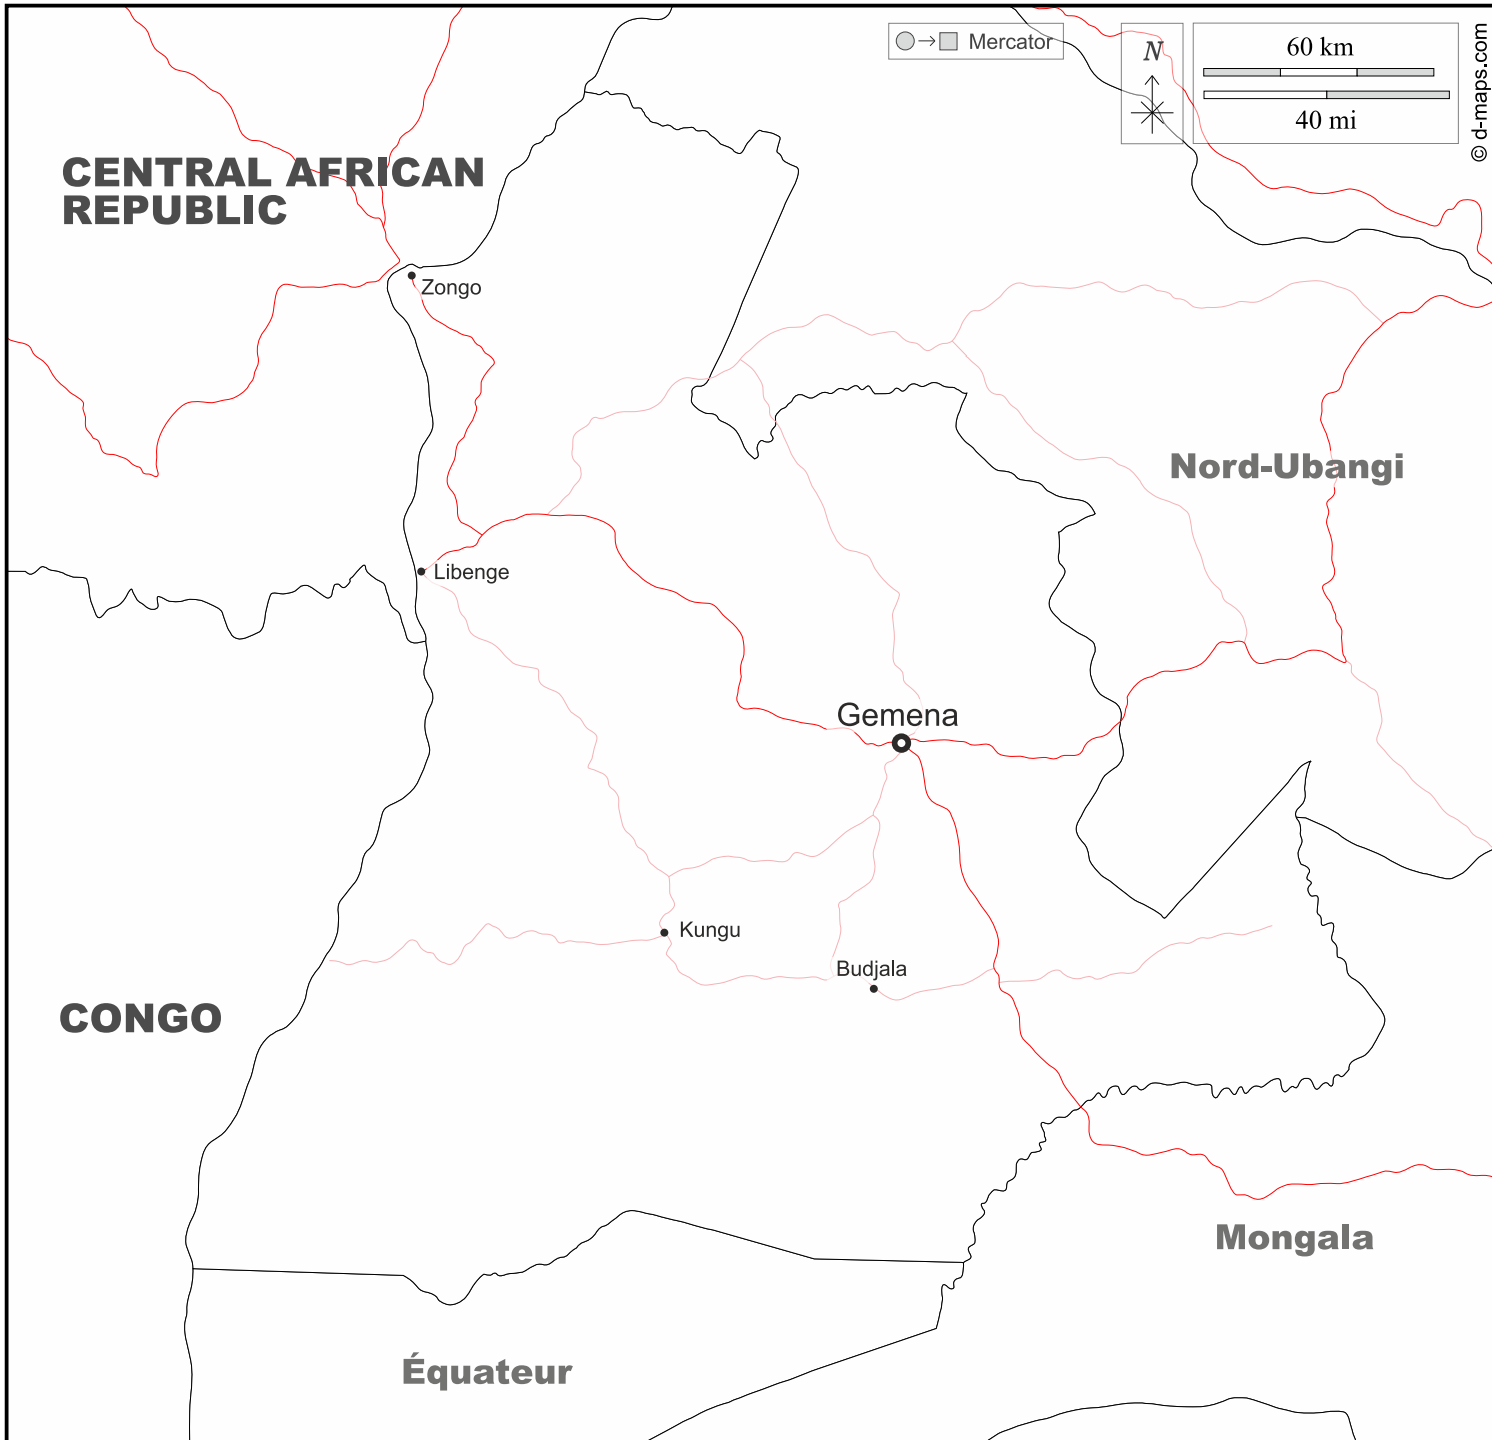 Mercator
N
60 km
40 mi
© d-maps.com
CENTRAL AFRICAN
REPUBLIC
Zongo
Nord-Ubangi
Libenge
Gemena
Kungu
Budjala
CONGO
Mongala
Équateur